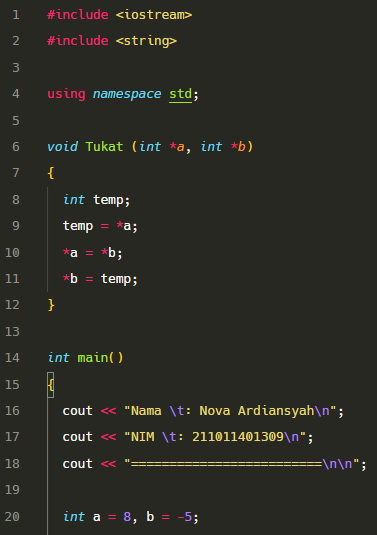 1 #include <iostream>
2 #include <string>
3
4 using namespace std;
5
6 void Tukat (int *a, int *b)
7 {
8 int temp;
9 temp = *a;
10 *a = *b;
11 *b = temp;
12 }
13
14 int main()
15 {
16 cout << "Nama \t: Nova Ardiansyah\n";
17 cout << "NIM \t: 211011401309\n";
18 cout << "=========================\n\n";
19
20 int a = 8, b = -5;